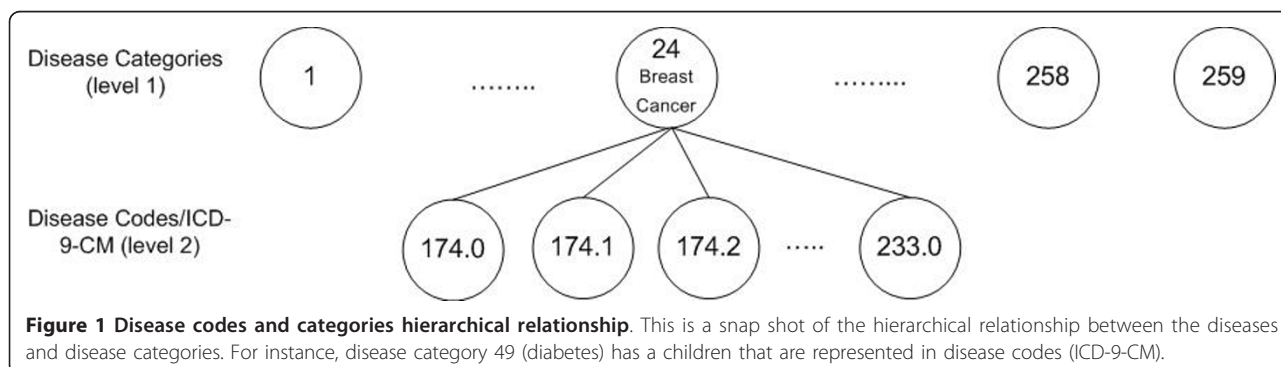 Disease Categories
(level 1)
1
........
24
Breast
Cancer
.........
258
259
Disease Codes/ICD-
9-CM (level 2)
174.0
174.1
174.2
.....
233.0
Figure 1 Disease codes and categories hierarchical relationship. This is a snap shot of the hierarchical relationship between the diseases
and disease categories. For instance, disease category 49 (diabetes) has a children that are represented in disease codes (ICD-9-CM).